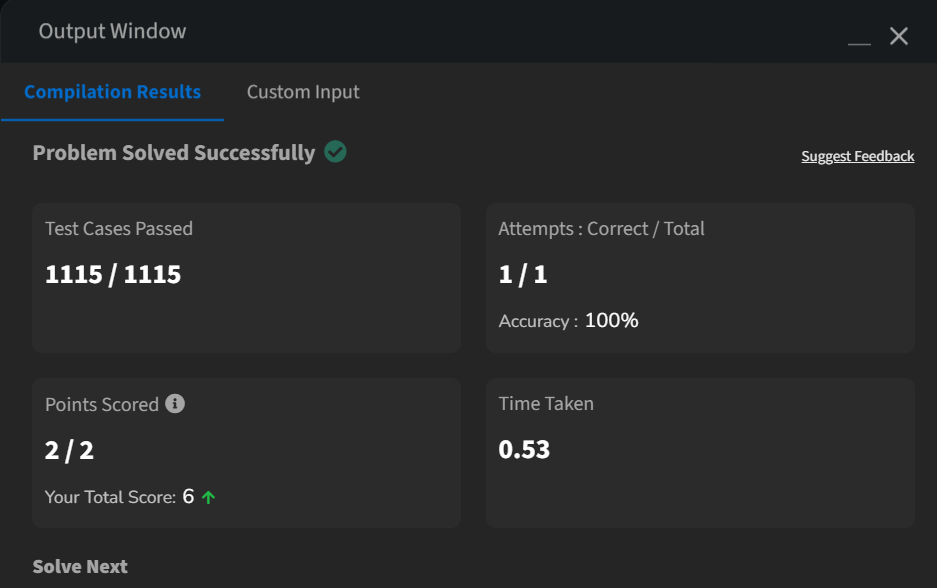 Output Window
Compilation Results
Custom Input
Problem Solved Successfully
Suggest Feedback
Test Cases Passed
1115 / 1115
Attempts : Correct / Total
1 / 1
Accuracy : 100%
Points Scored
2 / 2
Your Total Score: 6
Time Taken
0.53
Solve Next